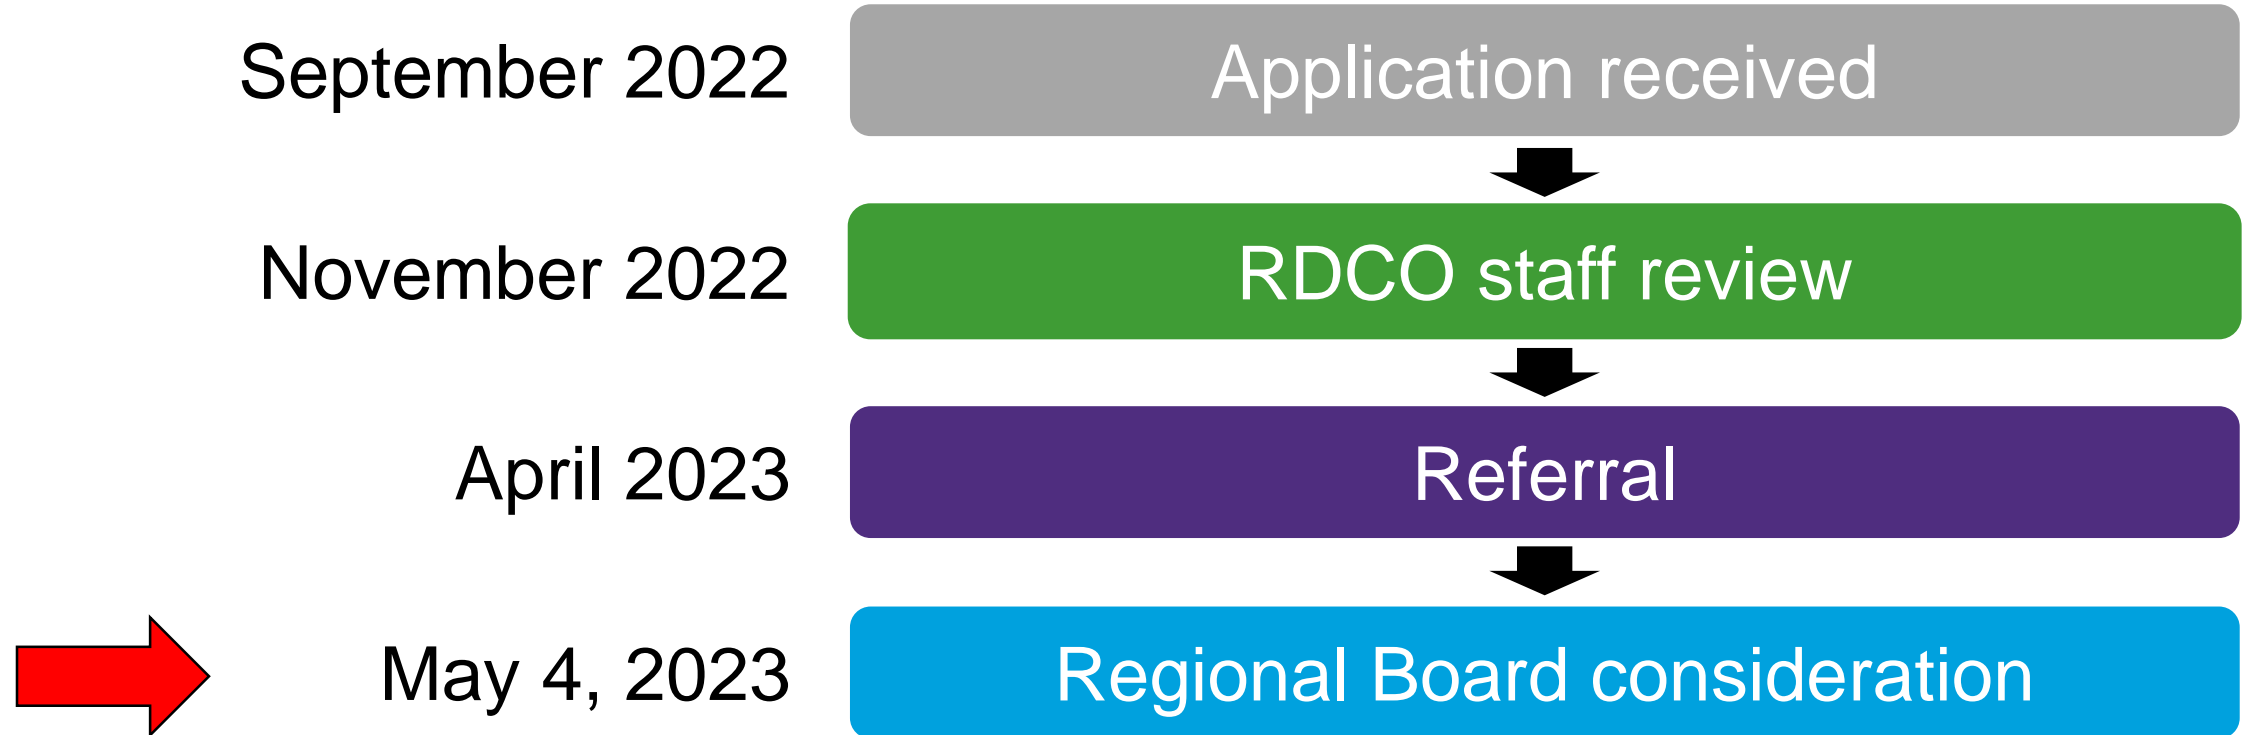 September 2022
Application received
November 2022
RDCO staff review
April 2023
Referral
May 4, 2023
Regional Board consideration